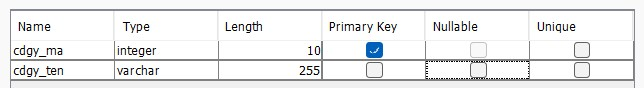 Name Type Length Primary Key Nullable Unique
cdgy_ma integer 10
cdgy_ten varchar 255